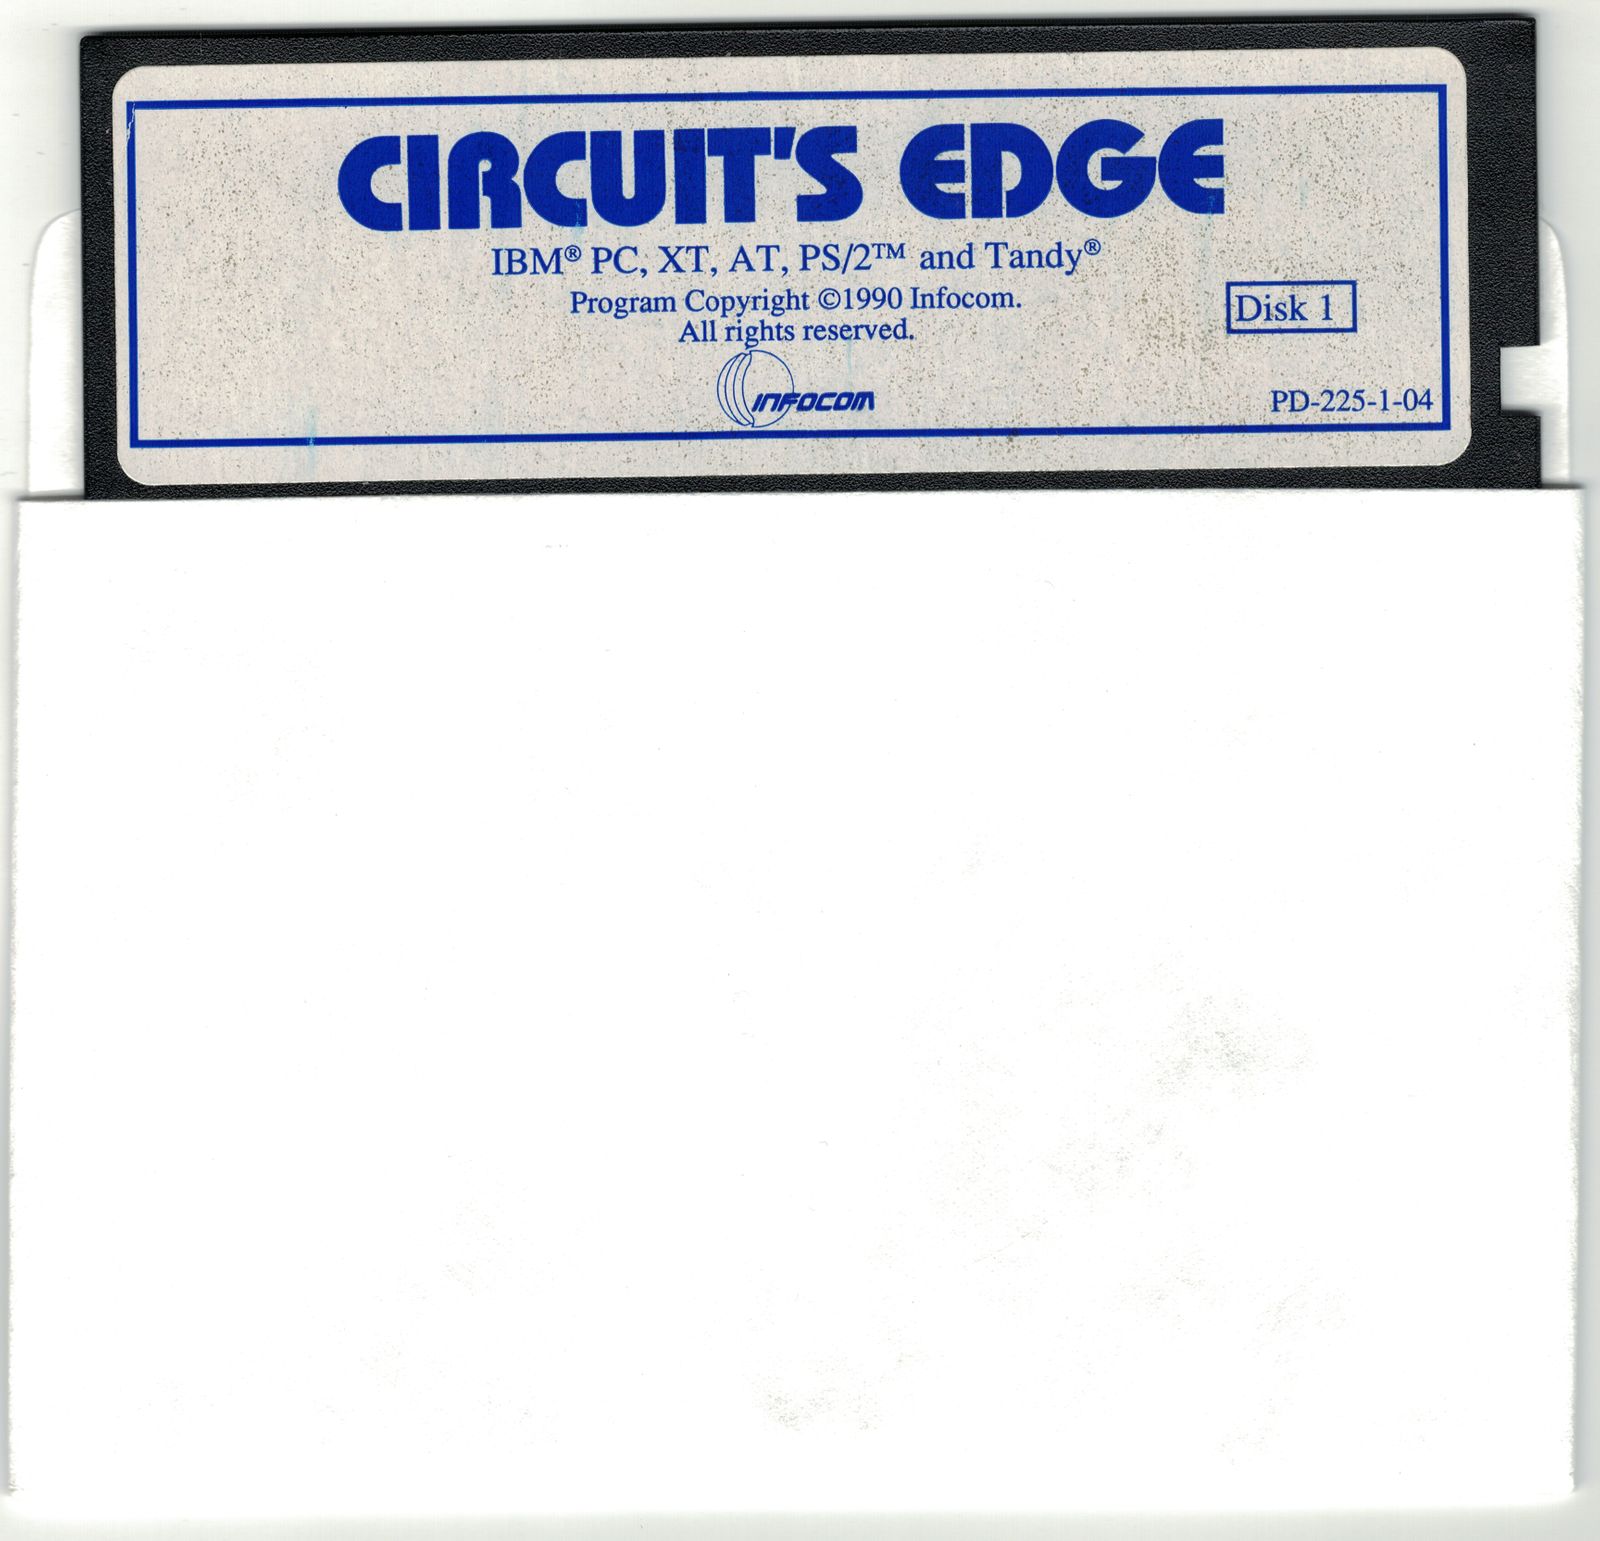 CIRCUIT'S EDGE
IBM® PC, XT, AT, PS/2™ and Tandy®
Program Copyright ©1990 Infocom.
All rights reserved.
Disk 1
INFOCOM
PD-225-1-04